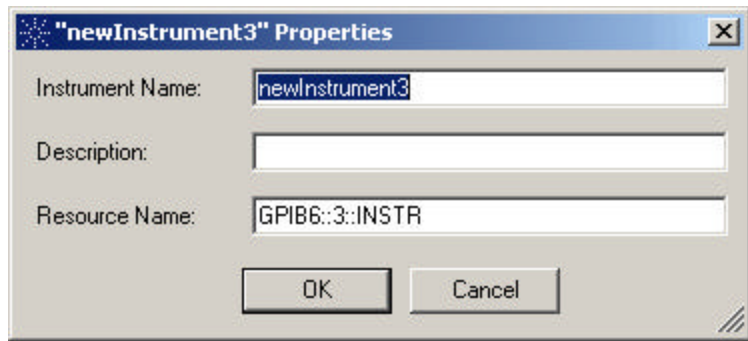 "newInstrument3" Properties
Instrument Name: newInstrument3
Description:
Resource Name: GPIB6::3::INSTR
OK Cancel